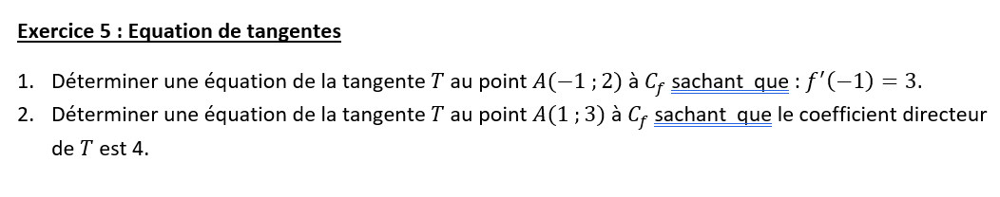 Exercice 5 : Equation de tangentes
1. Déterminer une équation de la tangente T au point A(−1 ; 2) à C_f sachant que : f′(−1) = 3.
2. Déterminer une équation de la tangente T au point A(1 ; 3) à C_f sachant que le coefficient directeur
de T est 4.